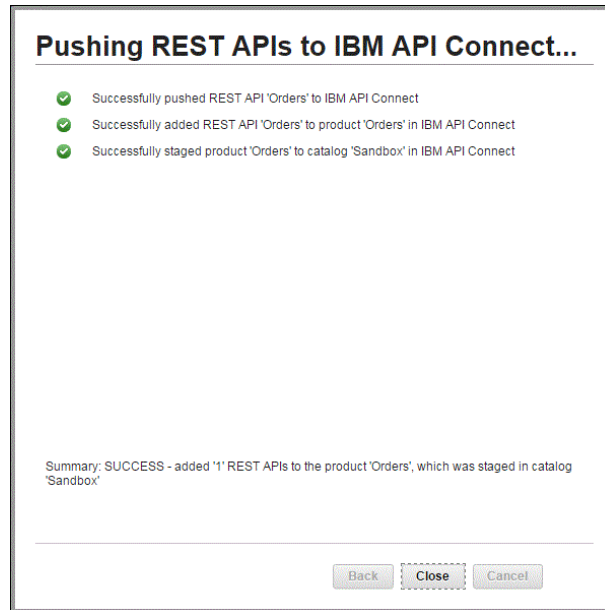 Pushing REST APIs to IBM API Connect...
Successfully pushed REST API 'Orders' to IBM API Connect
Successfully added REST API 'Orders' to product 'Orders' in IBM API Connect
Successfully staged product 'Orders' to catalog 'Sandbox' in IBM API Connect
Summary: SUCCESS - added '1' REST APIs to the product 'Orders', which was staged in catalog
'Sandbox'
Back Close Cancel